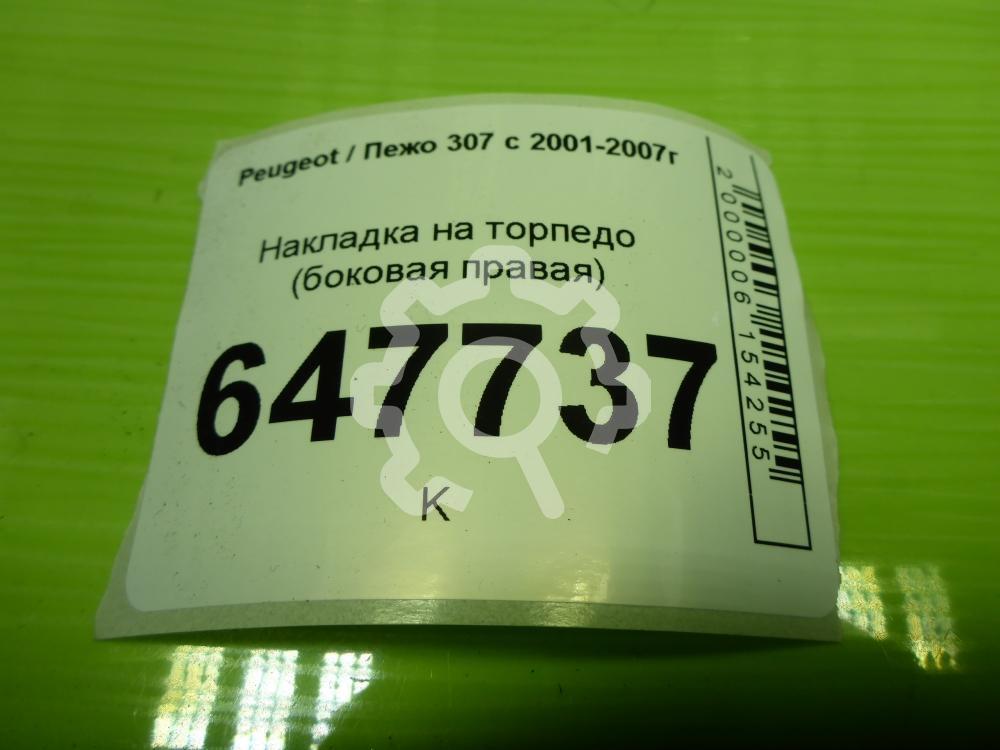 Peugeot / Пежо 307 с 2001-2007г
Накладка на торпедо
(боковая правая)
647737
К
2000006154255